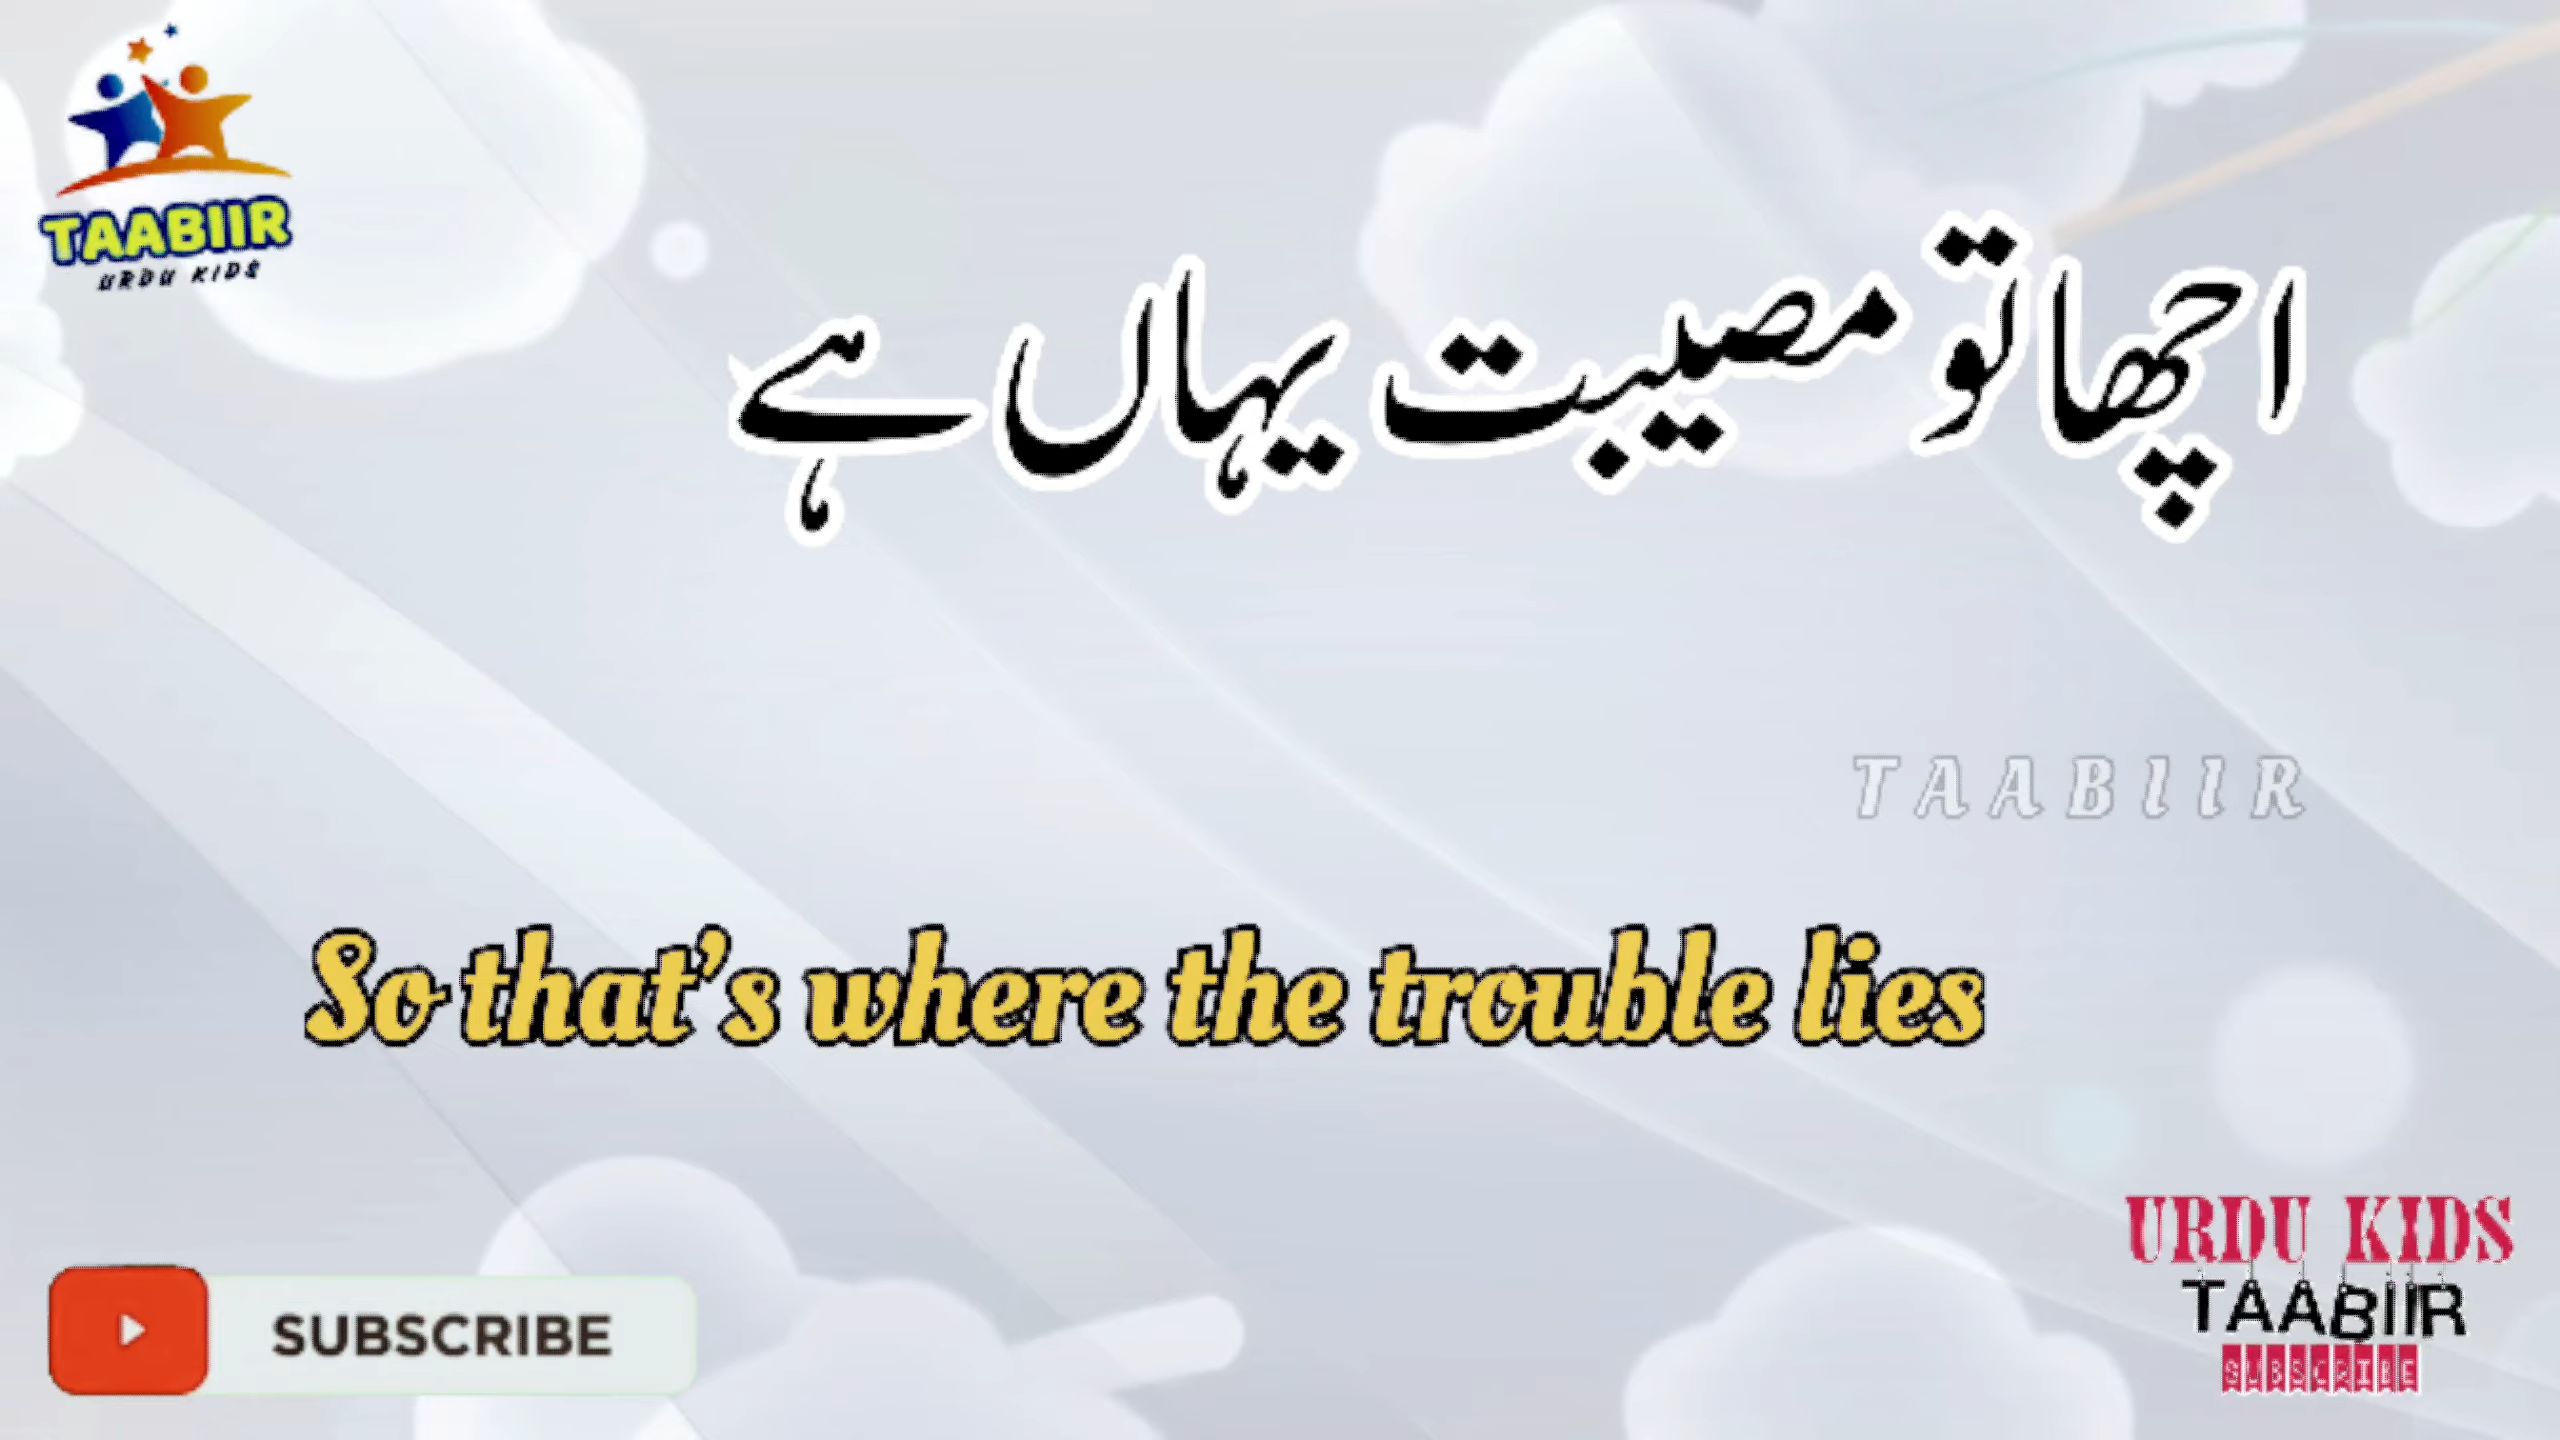 TAABIIR
URDU KIDS
اچھا تو مصیبت یہاں ہے
TAABIIR
So that's where the trouble lies
URDU KIDS
TAABIIR
SUBSCRIBE
SUBSCRIBE